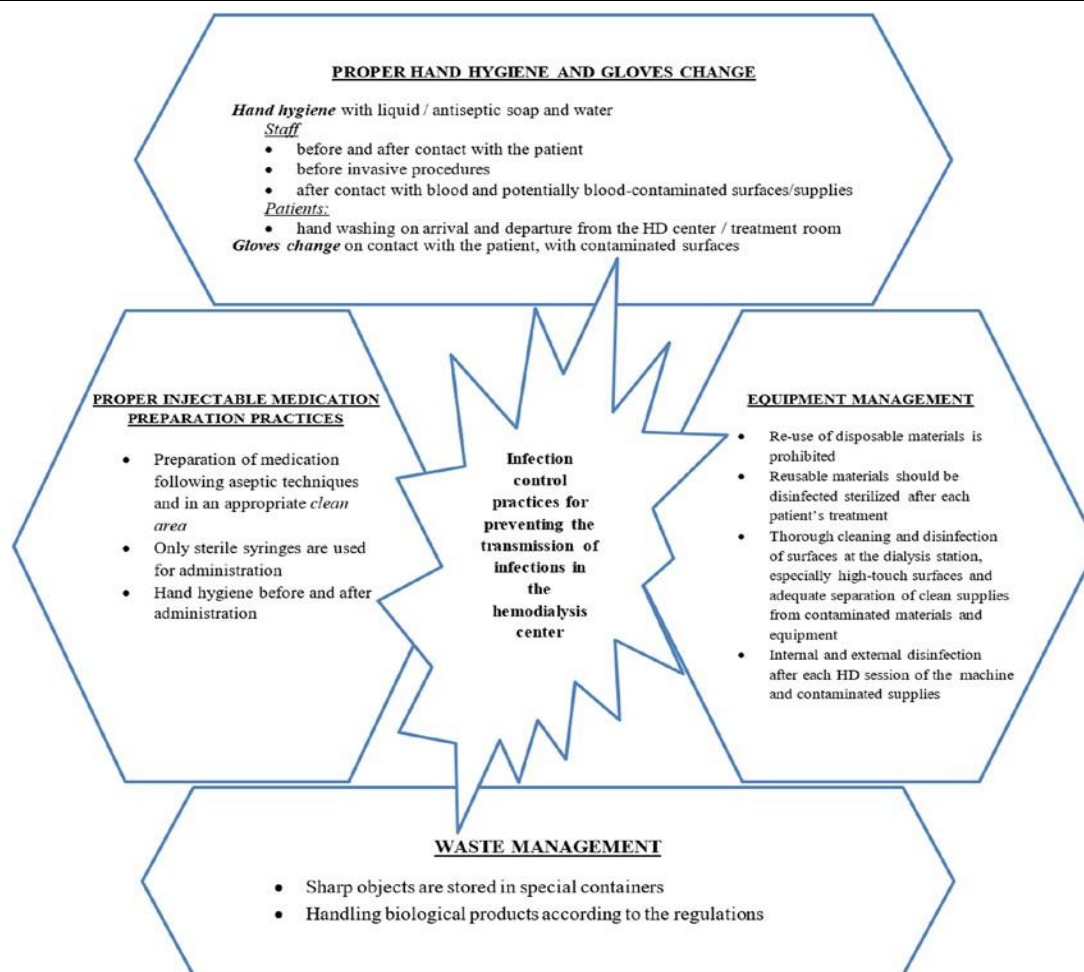 PROPER HAND HYGIENE AND GLOVES CHANGE
Hand hygiene with liquid / antiseptic soap and water
Staff
• before and after contact with the patient
• before invasive procedures
• after contact with blood and potentially blood-contaminated surfaces/supplies
Patients:
• hand washing on arrival and departure from the HD center / treatment room
Gloves change on contact with the patient, with contaminated surfaces
PROPER INJECTABLE MEDICATION
PREPARATION PRACTICES
• Preparation of medication
following aseptic techniques
and in an appropriate clean
area
• Only sterile syringes are used
for administration
• Hand hygiene before and after
administration
Infection
control
practices for
preventing the
transmission of
infections in
the
hemodialysis
center
EQUIPMENT MANAGEMENT
• Re-use of disposable materials is
prohibited
• Reusable materials should be
disinfected sterilized after each
patient's treatment
• Thorough cleaning and disinfection
of surfaces at the dialysis station,
especially high-touch surfaces and
adequate separation of clean supplies
from contaminated materials and
equipment
• Internal and external disinfection
after each HD session of the machine
and contaminated supplies
WASTE MANAGEMENT
• Sharp objects are stored in special containers
• Handling biological products according to the regulations